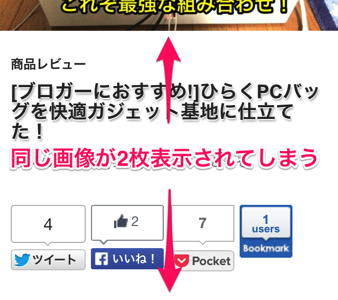 これぞ最強な組み合わせ！
商品レビュー
[ブロガーにおすすめ!]ひらくPCバッ
グを快適ガジェット基地に仕立て
た！
同じ画像が2枚表示されてしまう
4
2
7
1
users
ツイート
いいね！
Pocket
Bookmark